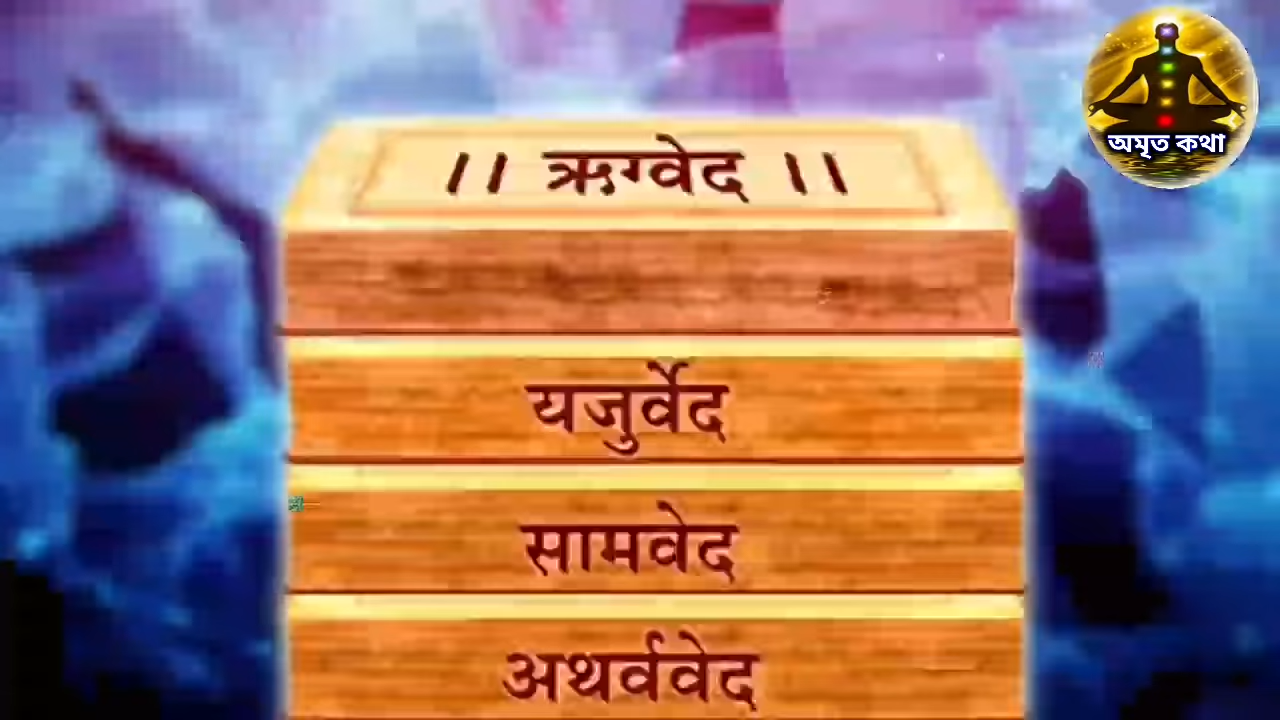 অমৃত কথা
।। ऋग्वेद ।।
यजुर्वेद
सामवेद
अथर्ववेद